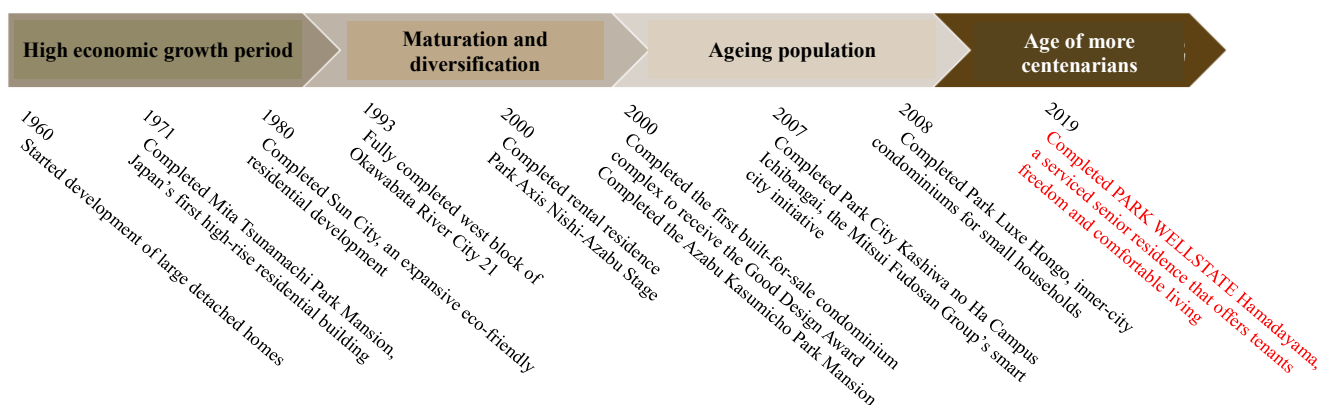 High economic growth period
Maturation and
diversification
Ageing population
Age of more
centenarians
1960
Started development of large detached homes
1971
Completed Mita Tsunamachi Park Mansion,
Japan’s first high-rise residential building
1980
Completed Sun City, an expansive eco-friendly
residential development
1993
Fully completed west block of
Okawabata River City 21
2000
Completed rental residence
Park Axis Nishi-Azabu Stage
2000
Completed the first built-for-sale condominium
complex to receive the Good Design Award
Completed the Azabu Kasumicho Park Mansion
2007
Completed Park City Kashiwa no Ha Campus
Ichibangai, the Mitsui Fudosan Group’s smart
city initiative
2008
Completed Park Luxe Hongo, inner-city
condominiums for small households
2019
Completed PARK WELLSTATE Hamadayama,
a serviced senior residence that offers tenants
freedom and comfortable living